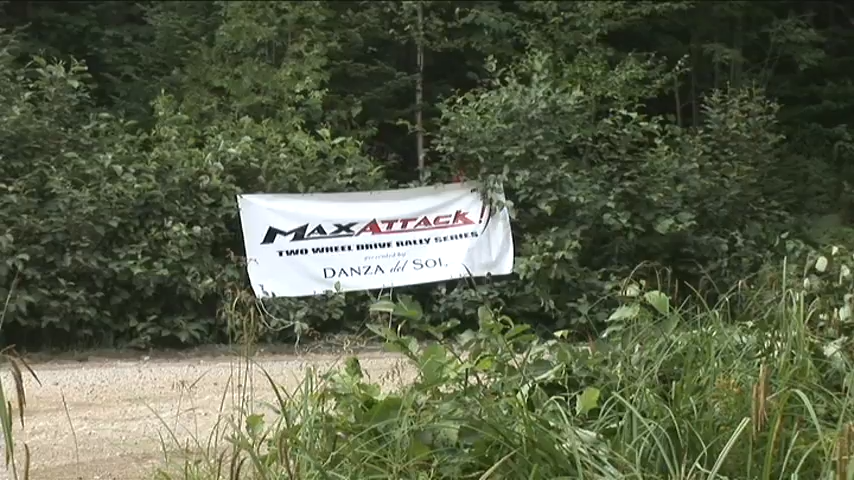 MAXATTACK!
TWO WHEEL DRIVE RALLY SERIES
presented by
DANZA del SOL